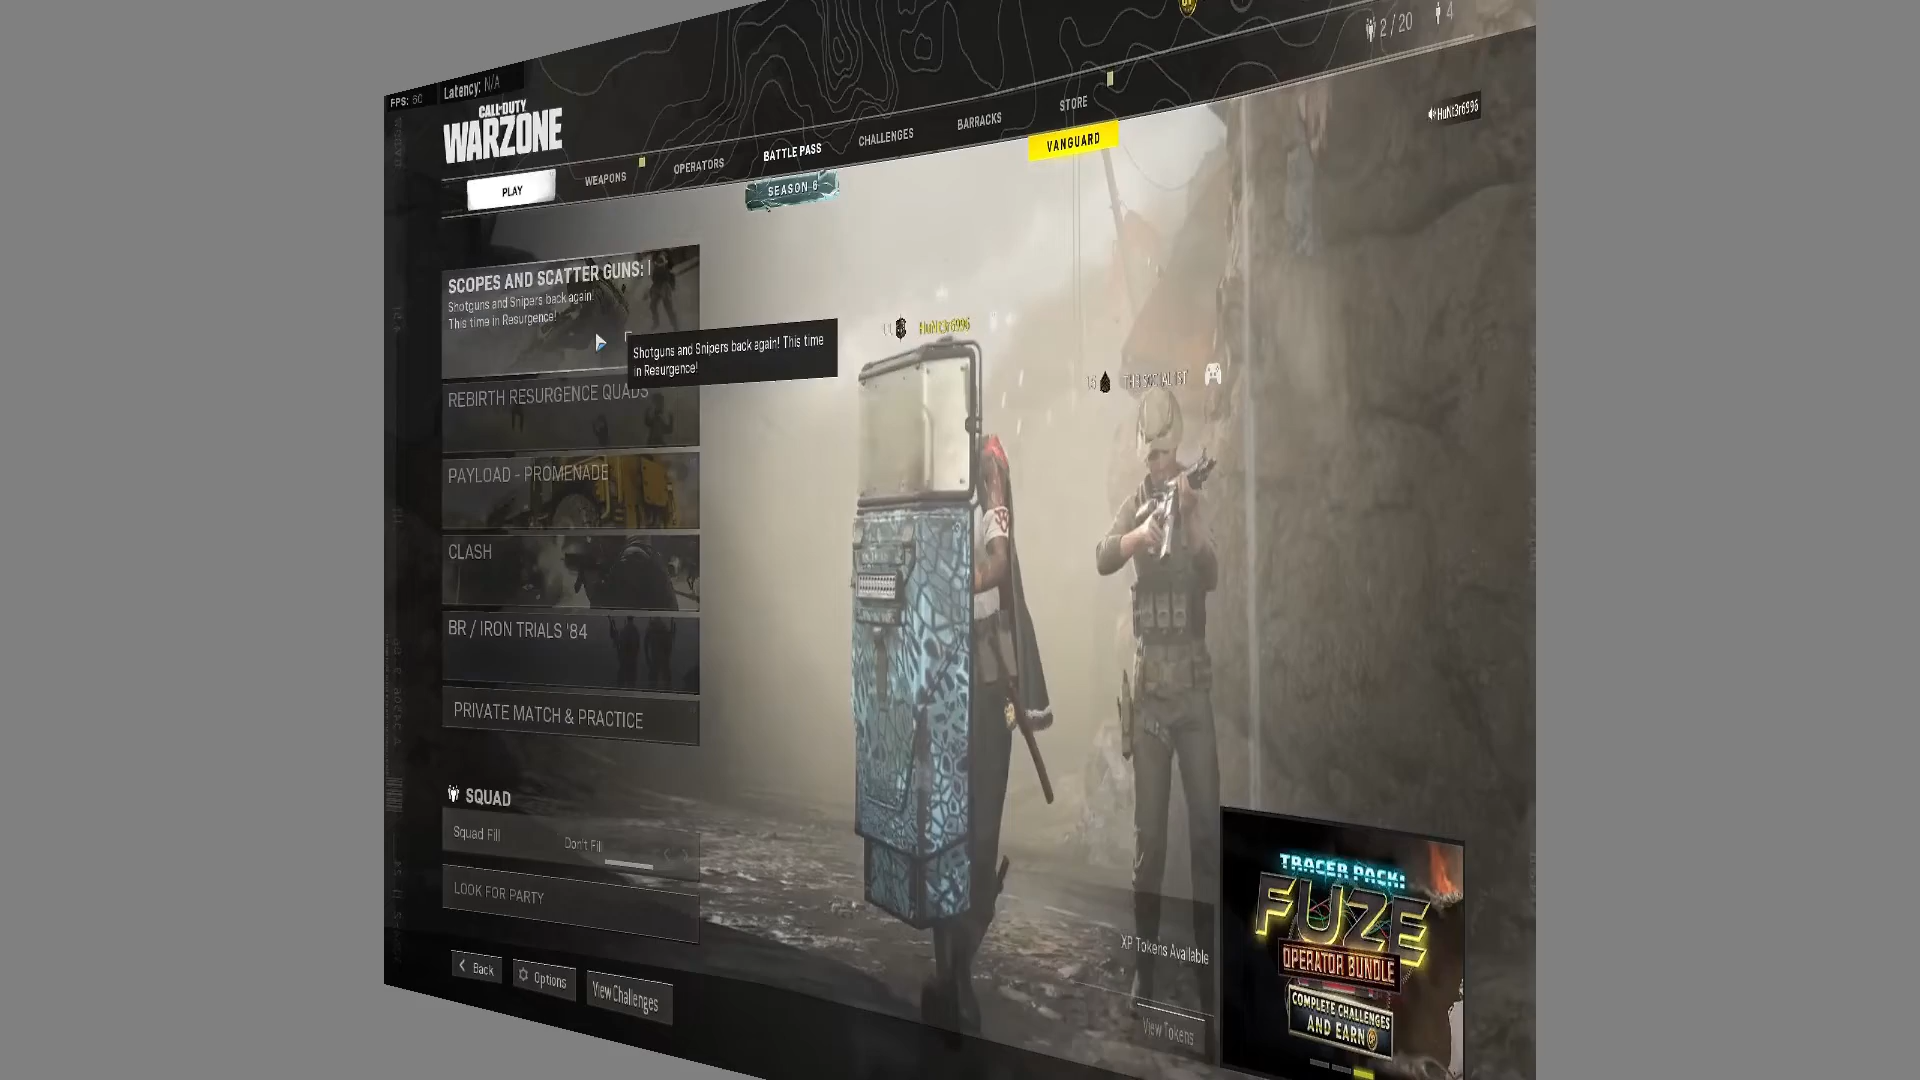 FPS: 60
Latency: N/A
2 / 20
4
CALL OF DUTY
WARZONE
PLAY
WEAPONS
OPERATORS
BATTLE PASS
CHALLENGES
BARRACKS
STORE
SEASON 6
VANGUARD
HuNt3r6996
SCOPES AND SCATTER GUNS:
Shotguns and Snipers back again!
This time in Resurgence!
Shotguns and Snipers back again! This time
in Resurgence!
HuNt3r6996
REBIRTH RESURGENCE QUADS
PAYLOAD - PROMENADE
CLASH
BR / IRON TRIALS '84
PRIVATE MATCH & PRACTICE
SQUAD
Squad Fill
Don't Fill
LOOK FOR PARTY
Back
Options
View Challenges
XP Tokens Available
View Tokens
TRACER PACK:
FUZE
OPERATOR BUNDLE
COMPLETE CHALLENGES
AND EARN